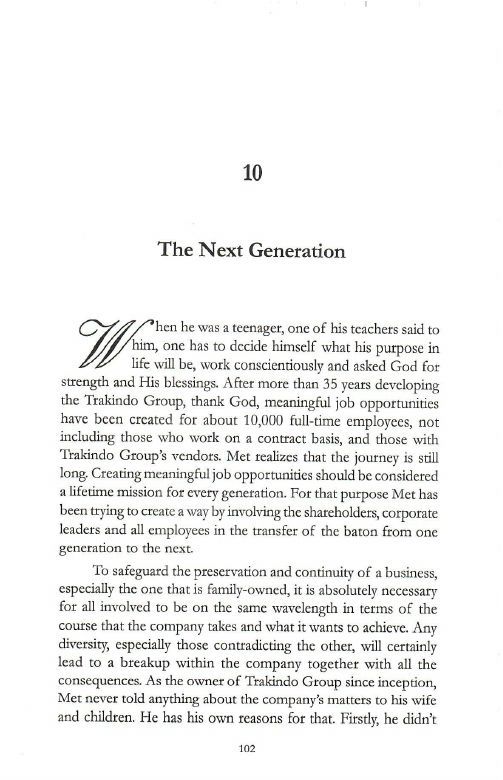 10
The Next Generation
When he was a teenager, one of his teachers said to
him, one has to decide himself what his purpose in
life will be, work conscientiously and asked God for
strength and His blessings. After more than 35 years developing
the Trakindo Group, thank God, meaningful job opportunities
have been created for about 10,000 full-time employees, not
including those who work on a contract basis, and those with
Trakindo Group's vendors. Met realizes that the journey is still
long. Creating meaningful job opportunities should be considered
a lifetime mission for every generation. For that purpose Met has
been trying to create a way by involving the shareholders, corporate
leaders and all employees in the transfer of the baton from one
generation to the next.
To safeguard the preservation and continuity of a business,
especially the one that is family-owned, it is absolutely necessary
for all involved to be on the same wavelength in terms of the
course that the company takes and what it wants to achieve. Any
diversity, especially those contradicting the other, will certainly
lead to a breakup within the company together with all the
consequences. As the owner of Trakindo Group since inception,
Met never told anything about the company's matters to his wife
and children. He has his own reasons for that. Firstly, he didn't
102